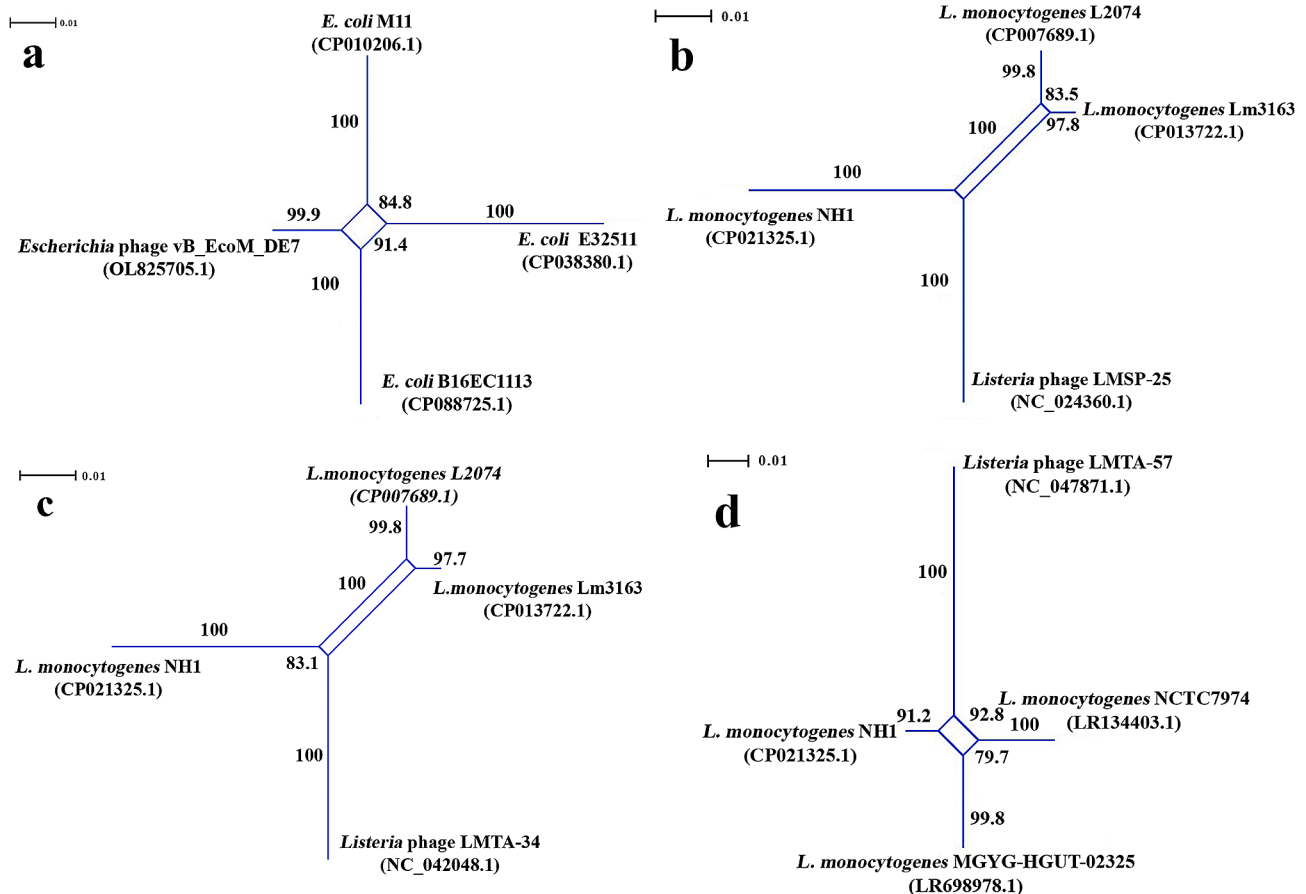 0.01
a
E. coli M11
(CP010206.1)
100
84.8
99.9
100
Escherichia phage vB_EcoM_DE7
(OL825705.1)
91.4
E. coli E32511
(CP038380.1)
100
E. coli B16EC1113
(CP088725.1)
0.01
b
L. monocytogenes L2074
(CP007689.1)
99.8
83.5
L.monocytogenes Lm3163
(CP013722.1)
97.8
100
100
L. monocytogenes NH1
(CP021325.1)
100
Listeria phage LMSP-25
(NC_024360.1)
0.01
c
L.monocytogenes L2074
(CP007689.1)
99.8
97.7
100
L.monocytogenes Lm3163
(CP013722.1)
100
L. monocytogenes NH1
(CP021325.1)
83.1
100
Listeria phage LMTA-34
(NC_042048.1)
0.01
d
Listeria phage LMTA-57
(NC_047871.1)
100
L. monocytogenes NCTC7974
(LR134403.1)
91.2
92.8
100
L. monocytogenes NH1
(CP021325.1)
79.7
99.8
L. monocytogenes MGYG-HGUT-02325
(LR698978.1)